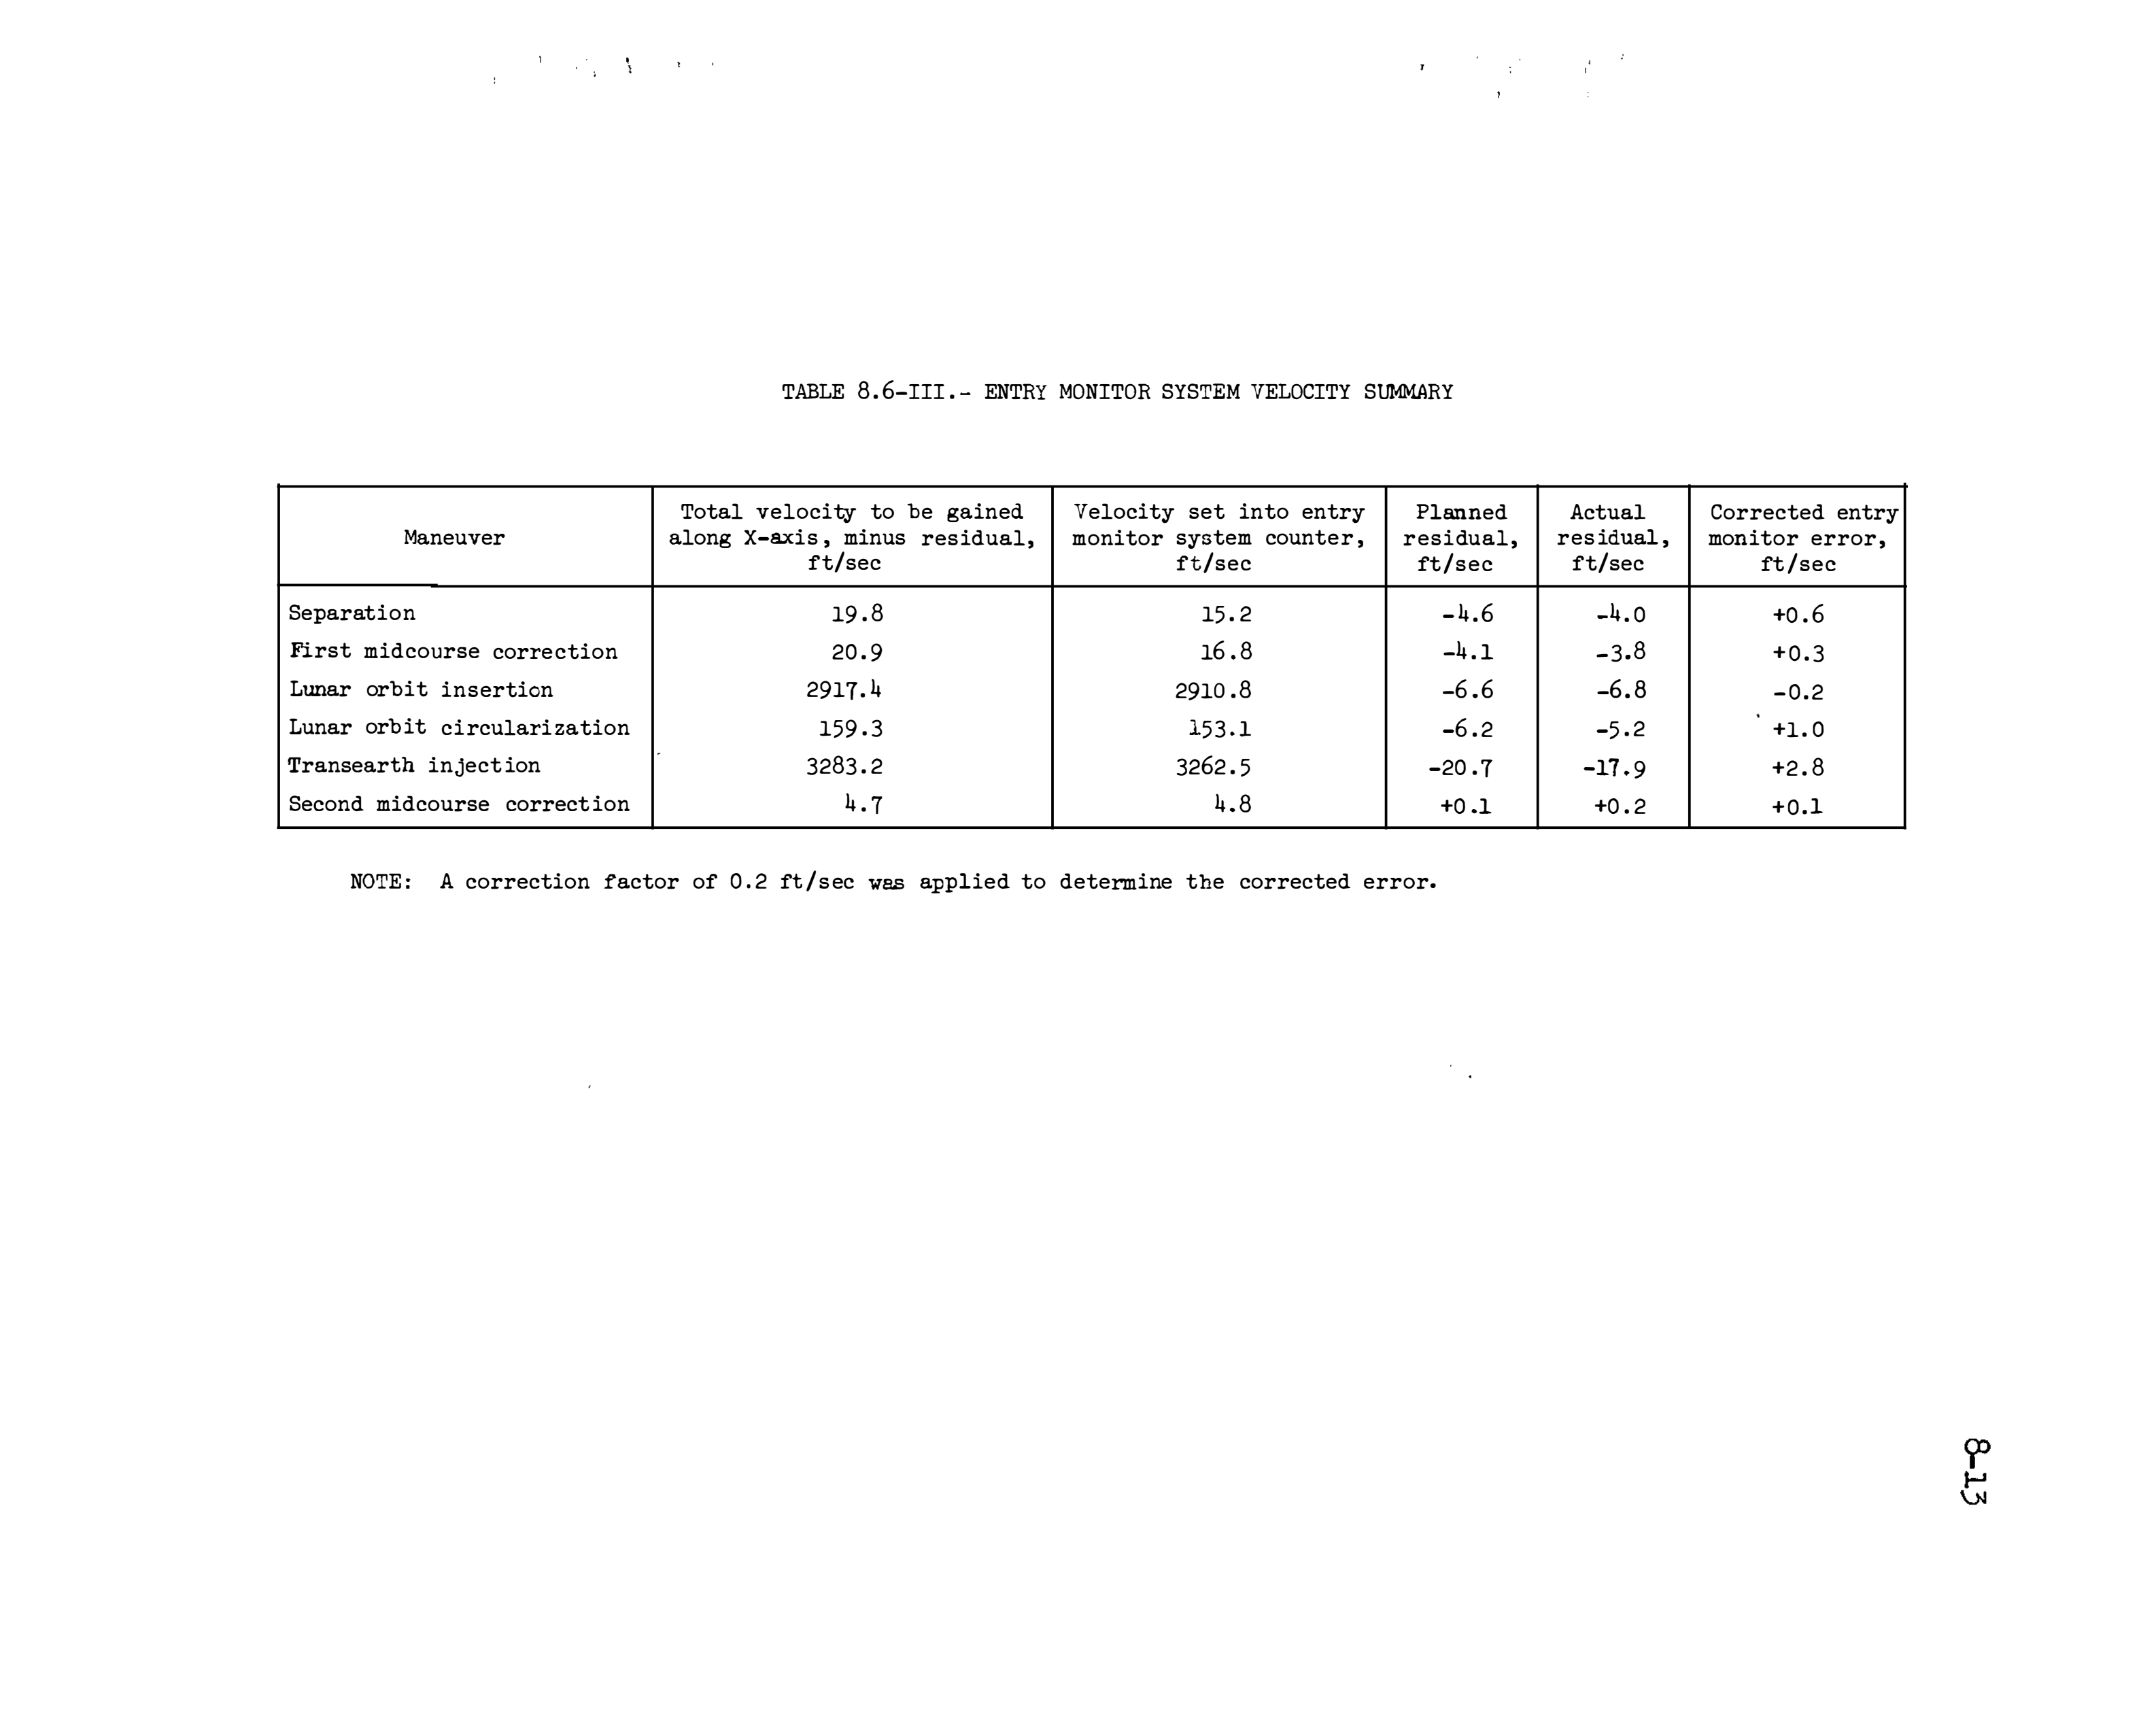 TABLE 8.6-III.- ENTRY MONITOR SYSTEM VELOCITY SUMMARY
Maneuver
Total velocity to be gained
along X-axis, minus residual,
ft/sec
Velocity set into entry
monitor system counter,
ft/sec
Planned
residual,
ft/sec
Actual
residual,
ft/sec
Corrected entry
monitor error,
ft/sec
Separation 19.8 15.2 -4.6 -4.0 +0.6
First midcourse correction 20.9 16.8 -4.1 -3.8 +0.3
Lunar orbit insertion 2917.4 2910.8 -6.6 -6.8 -0.2
Lunar orbit circularization 159.3 153.1 -6.2 -5.2 +1.0
Transearth injection 3283.2 3262.5 -20.7 -17.9 +2.8
Second midcourse correction 4.7 4.8 +0.1 +0.2 +0.1
NOTE: A correction factor of 0.2 ft/sec was applied to determine the corrected error.
8-13